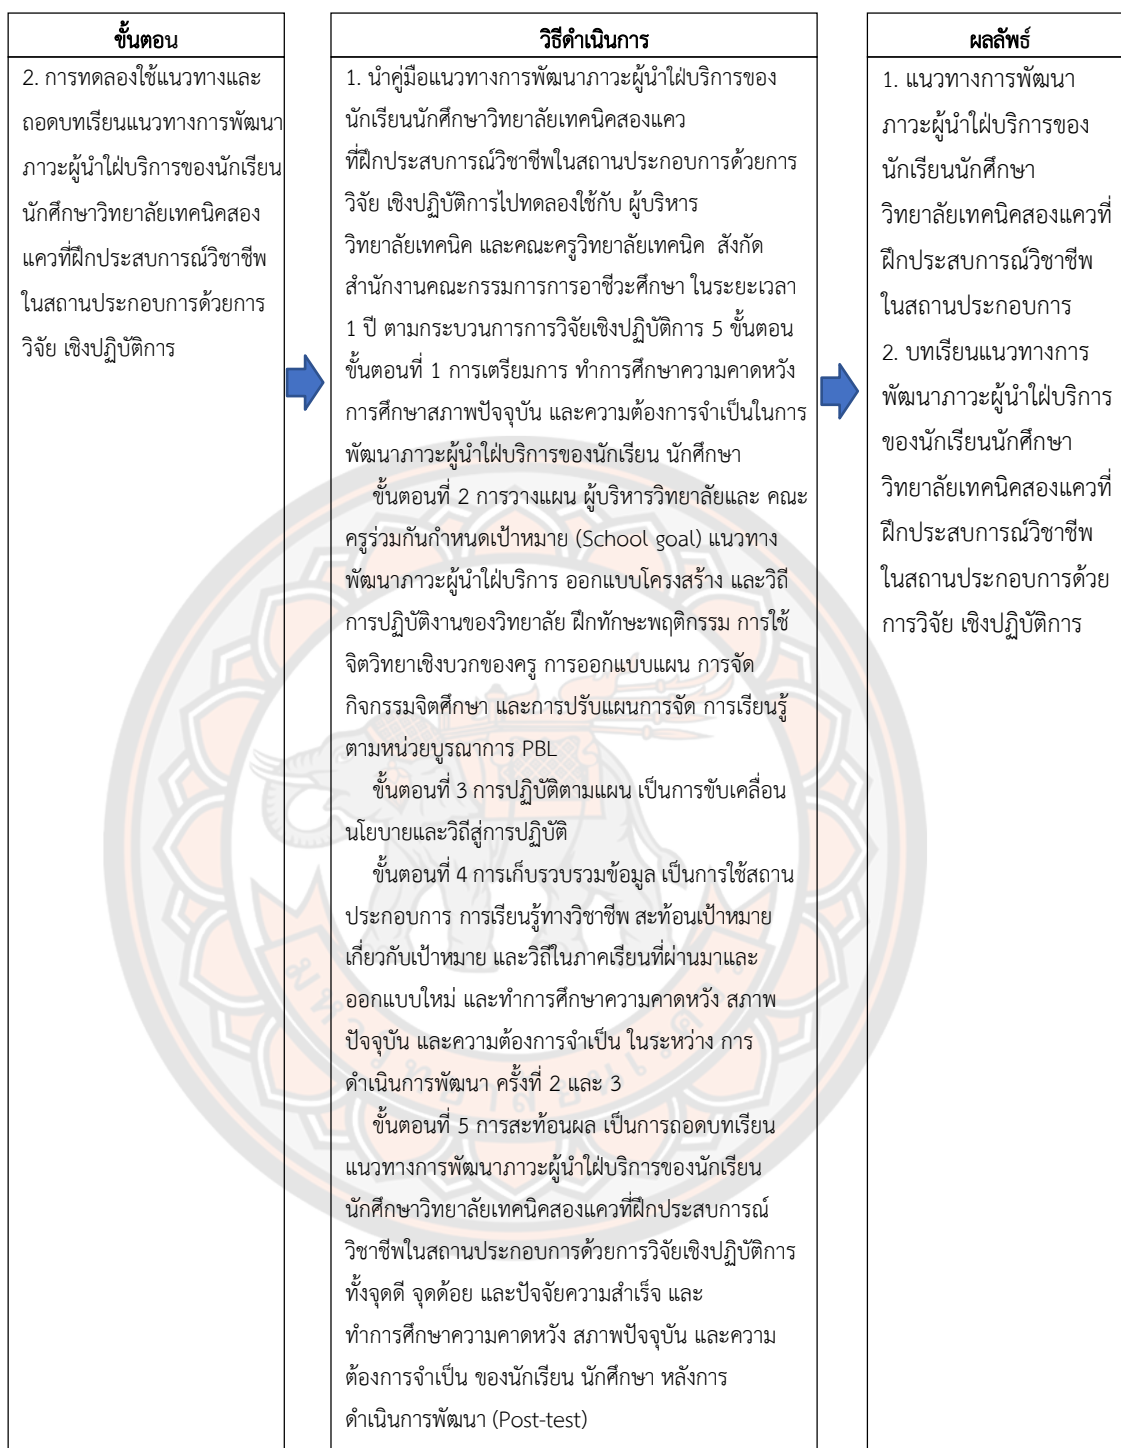 ขั้นตอน
2. การทดลองใช้แนวทางและ
ถอดบทเรียนแนวทางการพัฒนา
ภาวะผู้นำใฝ่บริการของนักเรียน
นักศึกษาวิทยาลัยเทคนิคสอง
แควที่ฝึกประสบการณ์วิชาชีพ
ในสถานประกอบการด้วยการ
วิจัย เชิงปฏิบัติการ
วิธีดำเนินการ
1. นำคู่มือแนวทางการพัฒนาภาวะผู้นำใฝ่บริการของ
นักเรียนนักศึกษาวิทยาลัยเทคนิคสองแคว
ที่ฝึกประสบการณ์วิชาชีพในสถานประกอบการด้วยการ
วิจัย เชิงปฏิบัติการไปทดลองใช้กับ ผู้บริหาร
วิทยาลัยเทคนิค และคณะครูวิทยาลัยเทคนิค สังกัด
สำนักงานคณะกรรมการการอาชีวะศึกษา ในระยะเวลา
1 ปี ตามกระบวนการการวิจัยเชิงปฏิบัติการ 5 ขั้นตอน
ขั้นตอนที่ 1 การเตรียมการ ทำการศึกษาความคาดหวัง
การศึกษาสภาพปัจจุบัน และความต้องการจำเป็นในการ
พัฒนาภาวะผู้นำใฝ่บริการของนักเรียน นักศึกษา
ขั้นตอนที่ 2 การวางแผน ผู้บริหารวิทยาลัยและ คณะ
ครูร่วมกันกำหนดเป้าหมาย (School goal) แนวทาง
พัฒนาภาวะผู้นำใฝ่บริการ ออกแบบโครงสร้าง และวิถี
การปฏิบัติงานของวิทยาลัย ฝึกทักษะพฤติกรรม การใช้
จิตวิทยาเชิงบวกของครู การออกแบบแผน การจัด
กิจกรรมจิตศึกษา และการปรับแผนการจัด การเรียนรู้
ตามหน่วยบูรณาการ PBL
ขั้นตอนที่ 3 การปฏิบัติตามแผน เป็นการขับเคลื่อน
นโยบายและวิถีสู่การปฏิบัติ
ขั้นตอนที่ 4 การเก็บรวบรวมข้อมูล เป็นการใช้สถาน
ประกอบการ การเรียนรู้ทางวิชาชีพ สะท้อนเป้าหมาย
เกี่ยวกับเป้าหมาย และวิถีในภาคเรียนที่ผ่านมาและ
ออกแบบใหม่ และทำการศึกษาความคาดหวัง สภาพ
ปัจจุบัน และความต้องการจำเป็น ในระหว่าง การ
ดำเนินการพัฒนา ครั้งที่ 2 และ 3
ขั้นตอนที่ 5 การสะท้อนผล เป็นการถอดบทเรียน
แนวทางการพัฒนาภาวะผู้นำใฝ่บริการของนักเรียน
นักศึกษาวิทยาลัยเทคนิคสองแควที่ฝึกประสบการณ์
วิชาชีพในสถานประกอบการด้วยการวิจัยเชิงปฏิบัติการ
ทั้งจุดดี จุดด้อย และปัจจัยความสำเร็จ และ
ทำการศึกษาความคาดหวัง สภาพปัจจุบัน และความ
ต้องการจำเป็น ของนักเรียน นักศึกษา หลังการ
ดำเนินการพัฒนา (Post-test)
ผลลัพธ์
1. แนวทางการพัฒนา
ภาวะผู้นำใฝ่บริการของ
นักเรียนนักศึกษา
วิทยาลัยเทคนิคสองแควที่
ฝึกประสบการณ์วิชาชีพ
ในสถานประกอบการ
2. บทเรียนแนวทางการ
พัฒนาภาวะผู้นำใฝ่บริการ
ของนักเรียนนักศึกษา
วิทยาลัยเทคนิคสองแควที่
ฝึกประสบการณ์วิชาชีพ
ในสถานประกอบการด้วย
การวิจัย เชิงปฏิบัติการ
มหาวิทยาลัยนเรศวร